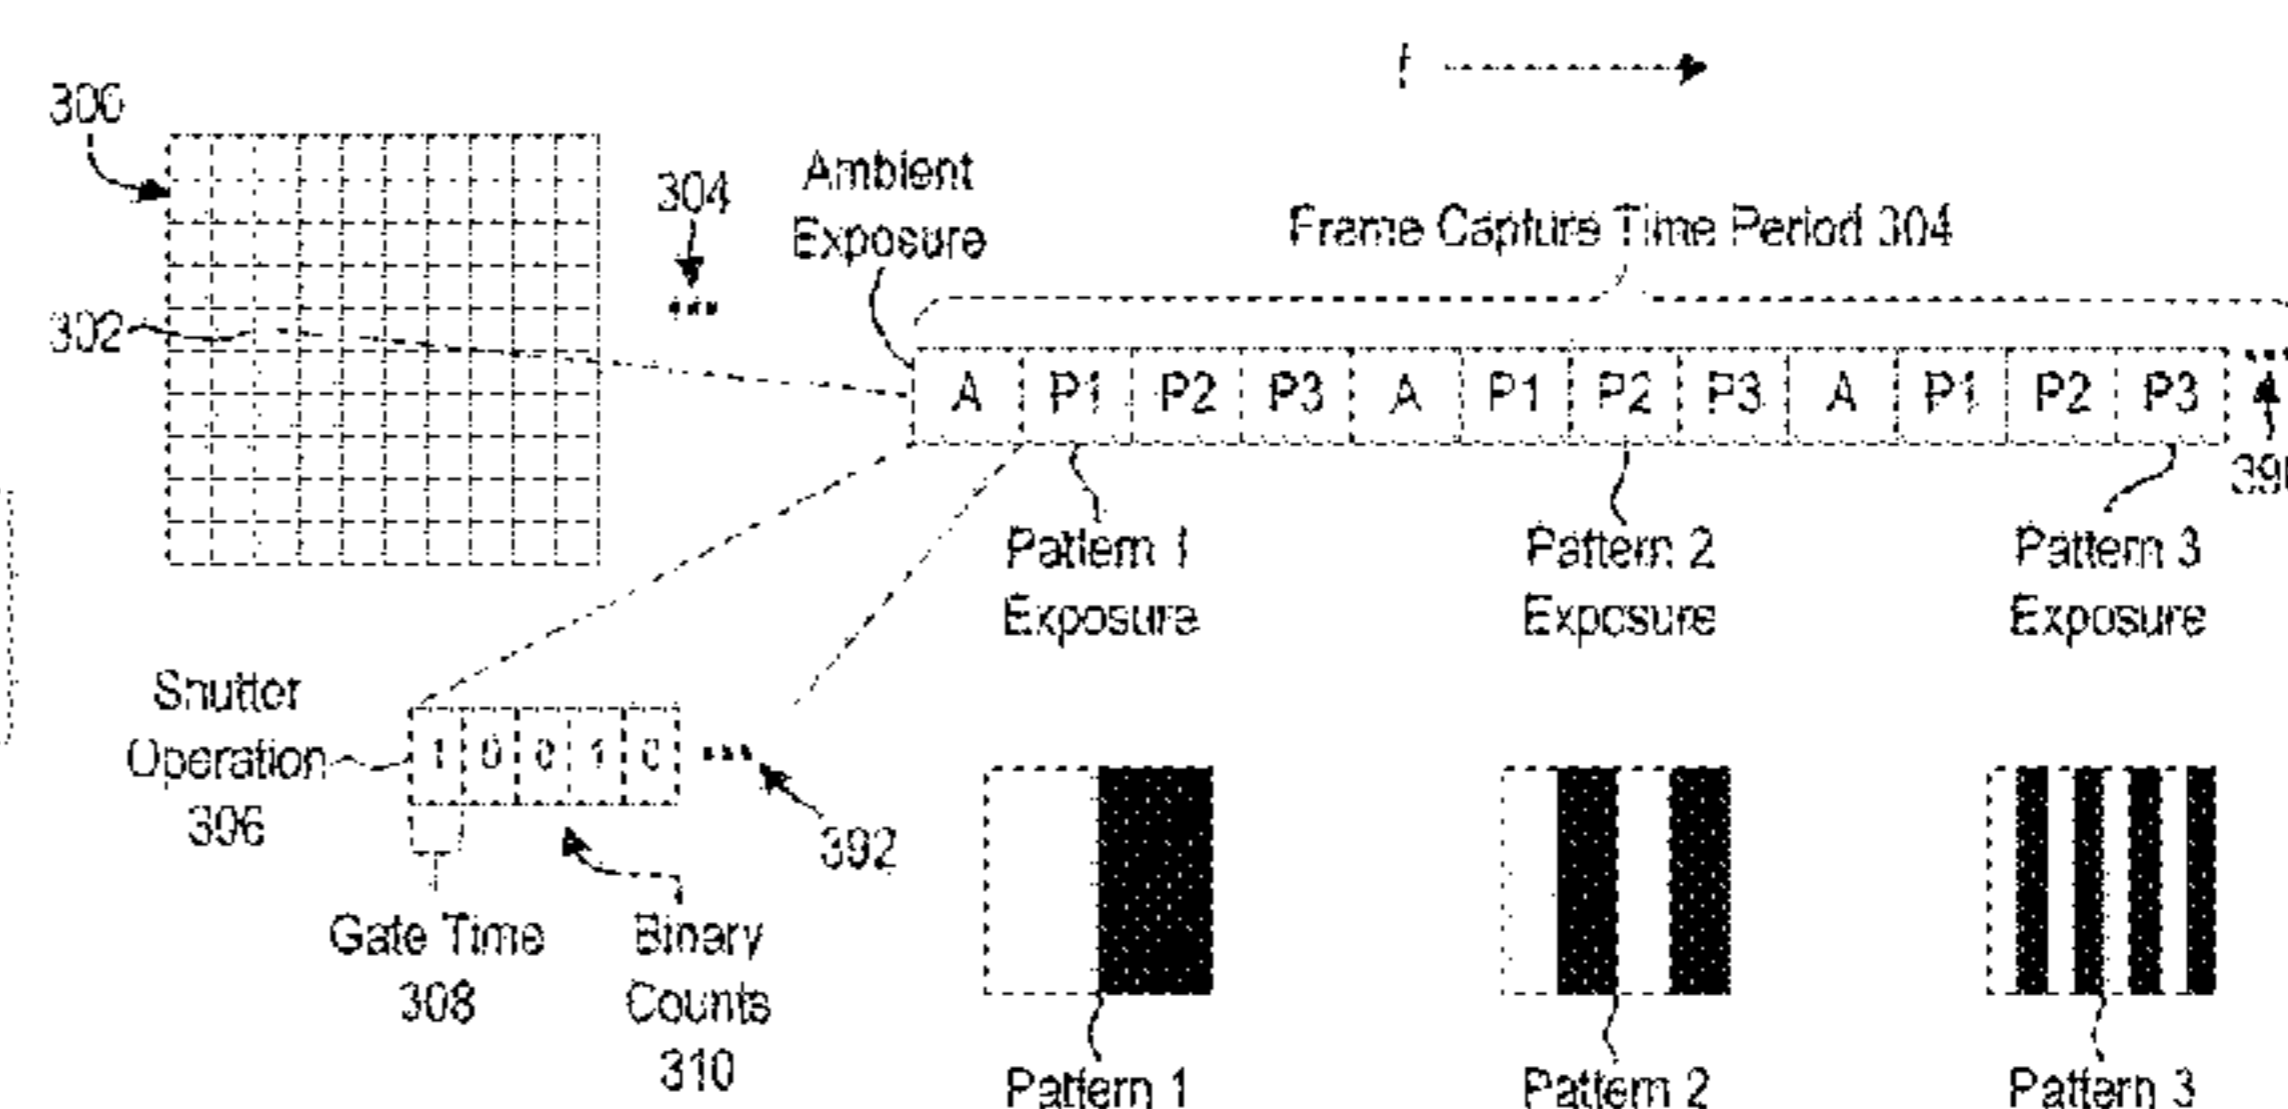 t
300
304
Ambient
Exposure
Frame Capture Time Period 304
302
A P1 P2 P3 A P1 P2 P3 A P1 P2 P3
Pattern 1
Exposure
Pattern 2
Exposure
Pattern 3
Exposure
Shutter
Operation
306
1 0 0 1 0
392
Gate Time
308
Binary
Counts
310
Pattern 1
Pattern 2
Pattern 3